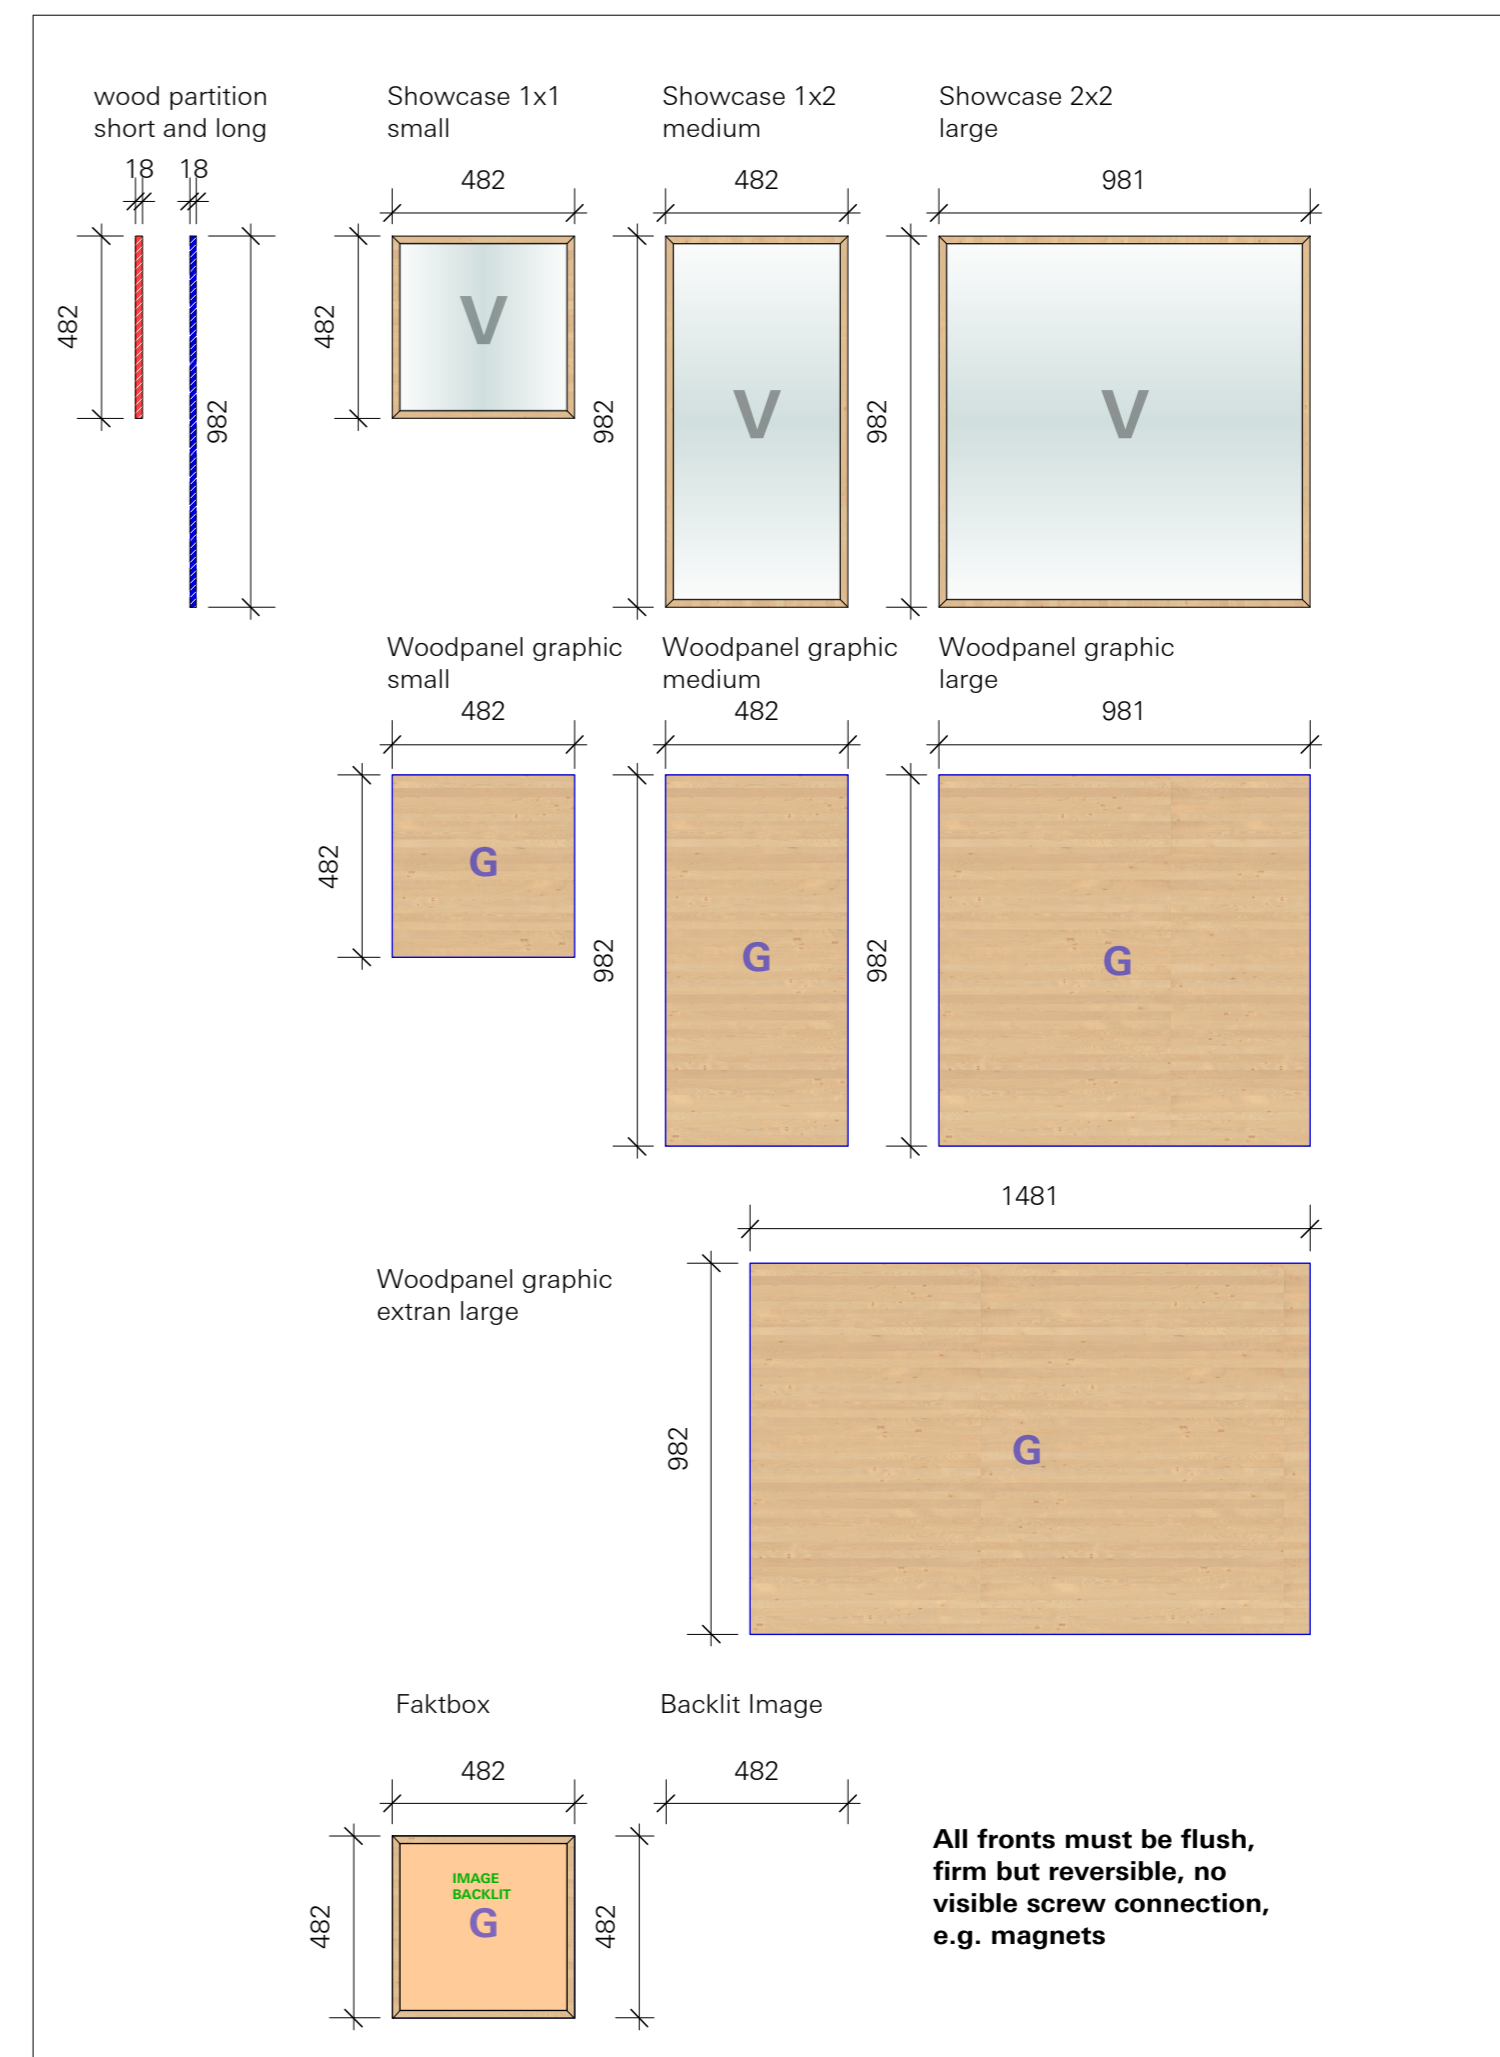 wood partition
short and long
Showcase 1x1
small
Showcase 1x2
medium
Showcase 2x2
large
18
18
482
482
981
482
982
482
982
982
V
V
V
Woodpanel graphic
small
Woodpanel graphic
medium
Woodpanel graphic
large
482
482
981
482
982
982
G
G
G
1481
Woodpanel graphic
extran large
982
G
Faktbox
Backlit Image
482
482
482
482
IMAGE
BACKLIT
G
All fronts must be flush,
firm but reversible, no
visible screw connection,
e.g. magnets